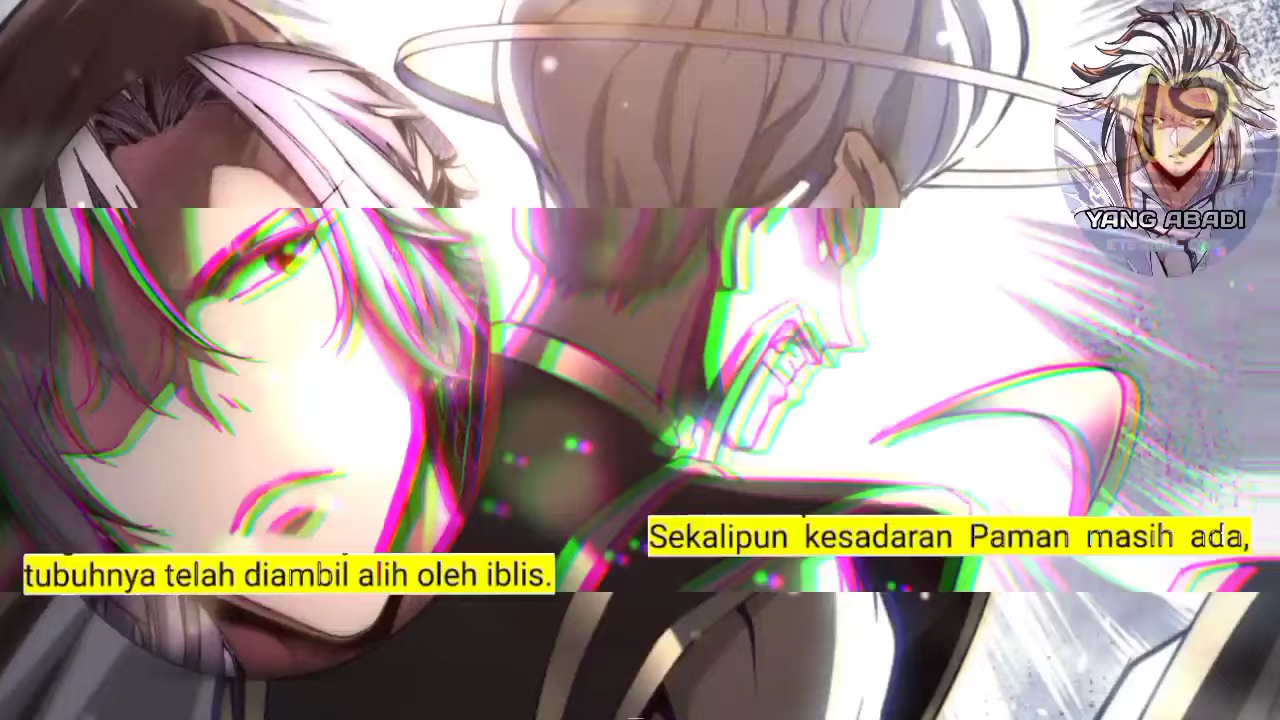 YANG ABADI
Sekalipun kesadaran Paman masih ada,
tubuhnya telah diambil alih oleh iblis.